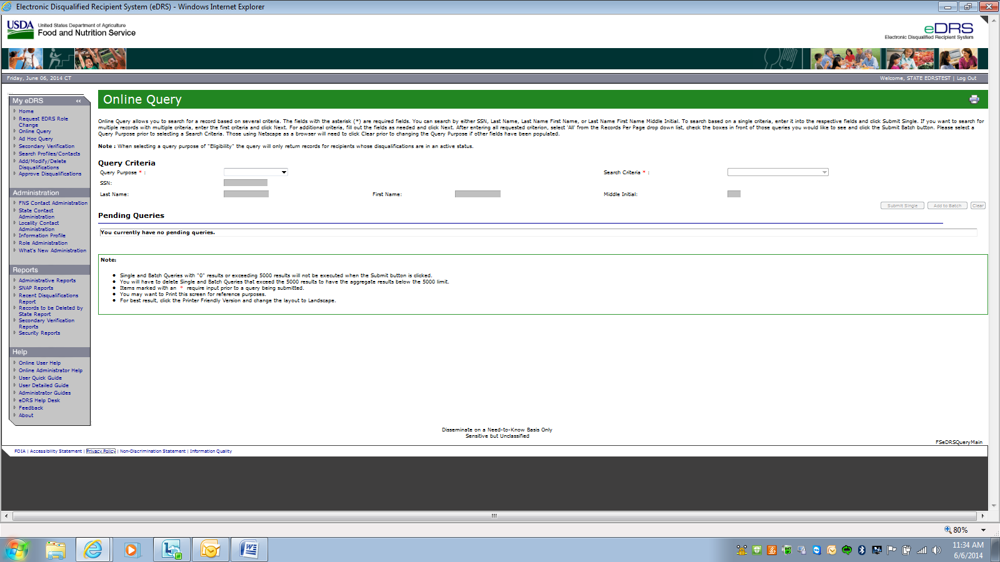 Electronic Disqualified Recipient System (eDRS) - Windows Internet Explorer
USDA
United States Department of Agriculture
Food and Nutrition Service
eDRS
Electronic Disqualified Recipient System
Friday, June 06, 2014 CT
Welcome, STATE EDRSTEST | Log Out
My eDRS «
Home
Request EDRS Role
Change
Online Query
Ad Hoc Query
Secondary Verification
Search Profiles/Contacts
Add/Modify/Delete
Disqualifications
Approve Disqualifications
Administration
FNS Contact Administration
State Contact
Administration
Locality Contact
Administration
Information Profile
Role Administration
What's New Administration
Reports
Administrative Reports
SNAP Reports
Recent Disqualifications
Report
Records to be Deleted by
State Report
Secondary Verification
Reports
Security Reports
Help
Online User Help
Online Administrator Help
User Quick Guide
User Detailed Guide
Administrator Guides
eDRS Help Desk
Feedback
About
Online Query
Online Query allows you to search for a record based on several criteria. The fields with the asterisk (*) are required fields. You can search by either SSN, Last Name, Last Name First Name, or Last Name First Name Middle Initial. To search based on a single criteria, enter it into the respective fields and click Submit Single. If you want to search for
multiple records with multiple criteria, enter the first criteria and click Next. For additional criteria, fill out the fields as needed and click Next. After entering all requested criterion, select 'All' from the Records Per Page drop down list, check the boxes in front of those queries you would like to see and click the Submit Batch button. Please select a
Query Purpose prior to selecting a Search Criteria. Those using Netscape as a browser will need to click Clear prior to changing the Query Purpose if other fields have been populated.
Note : When selecting a query purpose of "Eligibility" the query will only return records for recipients whose disqualifications are in an active status.
Query Criteria
Query Purpose * :
Search Criteria * :
SSN:
Last Name:
First Name:
Middle Initial:
Submit Single
Add to Batch
Clear
Pending Queries
You currently have no pending queries.
Note:
Single and Batch Queries with "0" results or exceeding 5000 results will not be executed when the Submit button is clicked.
You will have to delete Single and Batch Queries that exceed the 5000 results to have the aggregate results below the 5000 limit.
Items marked with an * require input prior to a query being submitted.
You may want to Print this screen for reference purposes.
For best result, click the Printer Friendly Version and change the layout to Landscape.
Disseminate on a Need-to-Know Basis Only
Sensitive but Unclassified
FSeDRSQueryMain
FOIA | Accessibility Statement | Privacy Policy | Non-Discrimination Statement | Information Quality
80%
11:34 AM
6/6/2014